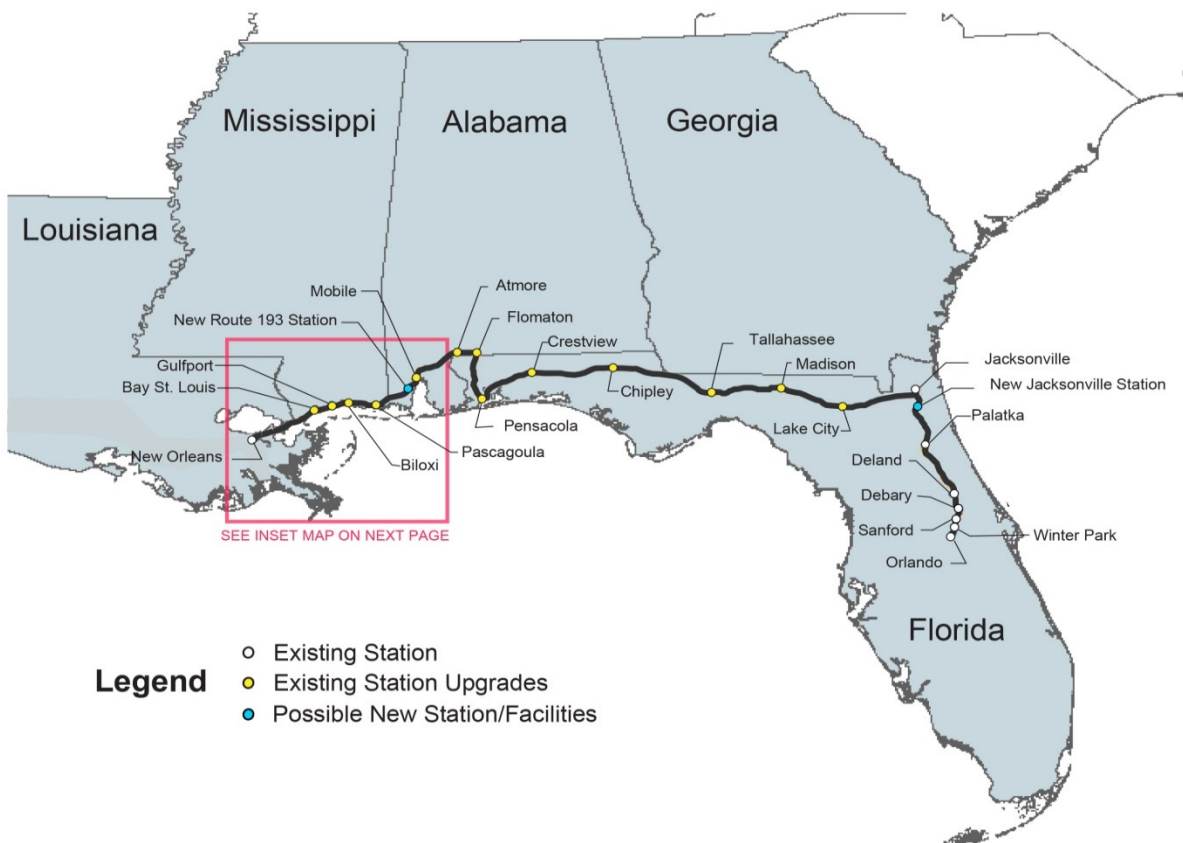 Mississippi
Alabama
Georgia
Louisiana
Mobile
Atmore
New Route 193 Station
Flomaton
Gulfport
Crestview
Tallahassee
Bay St. Louis
Madison
Jacksonville
New Jacksonville Station
Chipley
Palatka
Pensacola
Lake City
New Orleans
Biloxi
Pascagoula
Deland
Debary
Sanford
Winter Park
Orlando
SEE INSET MAP ON NEXT PAGE
Florida
Legend
Existing Station
Existing Station Upgrades
Possible New Station/Facilities